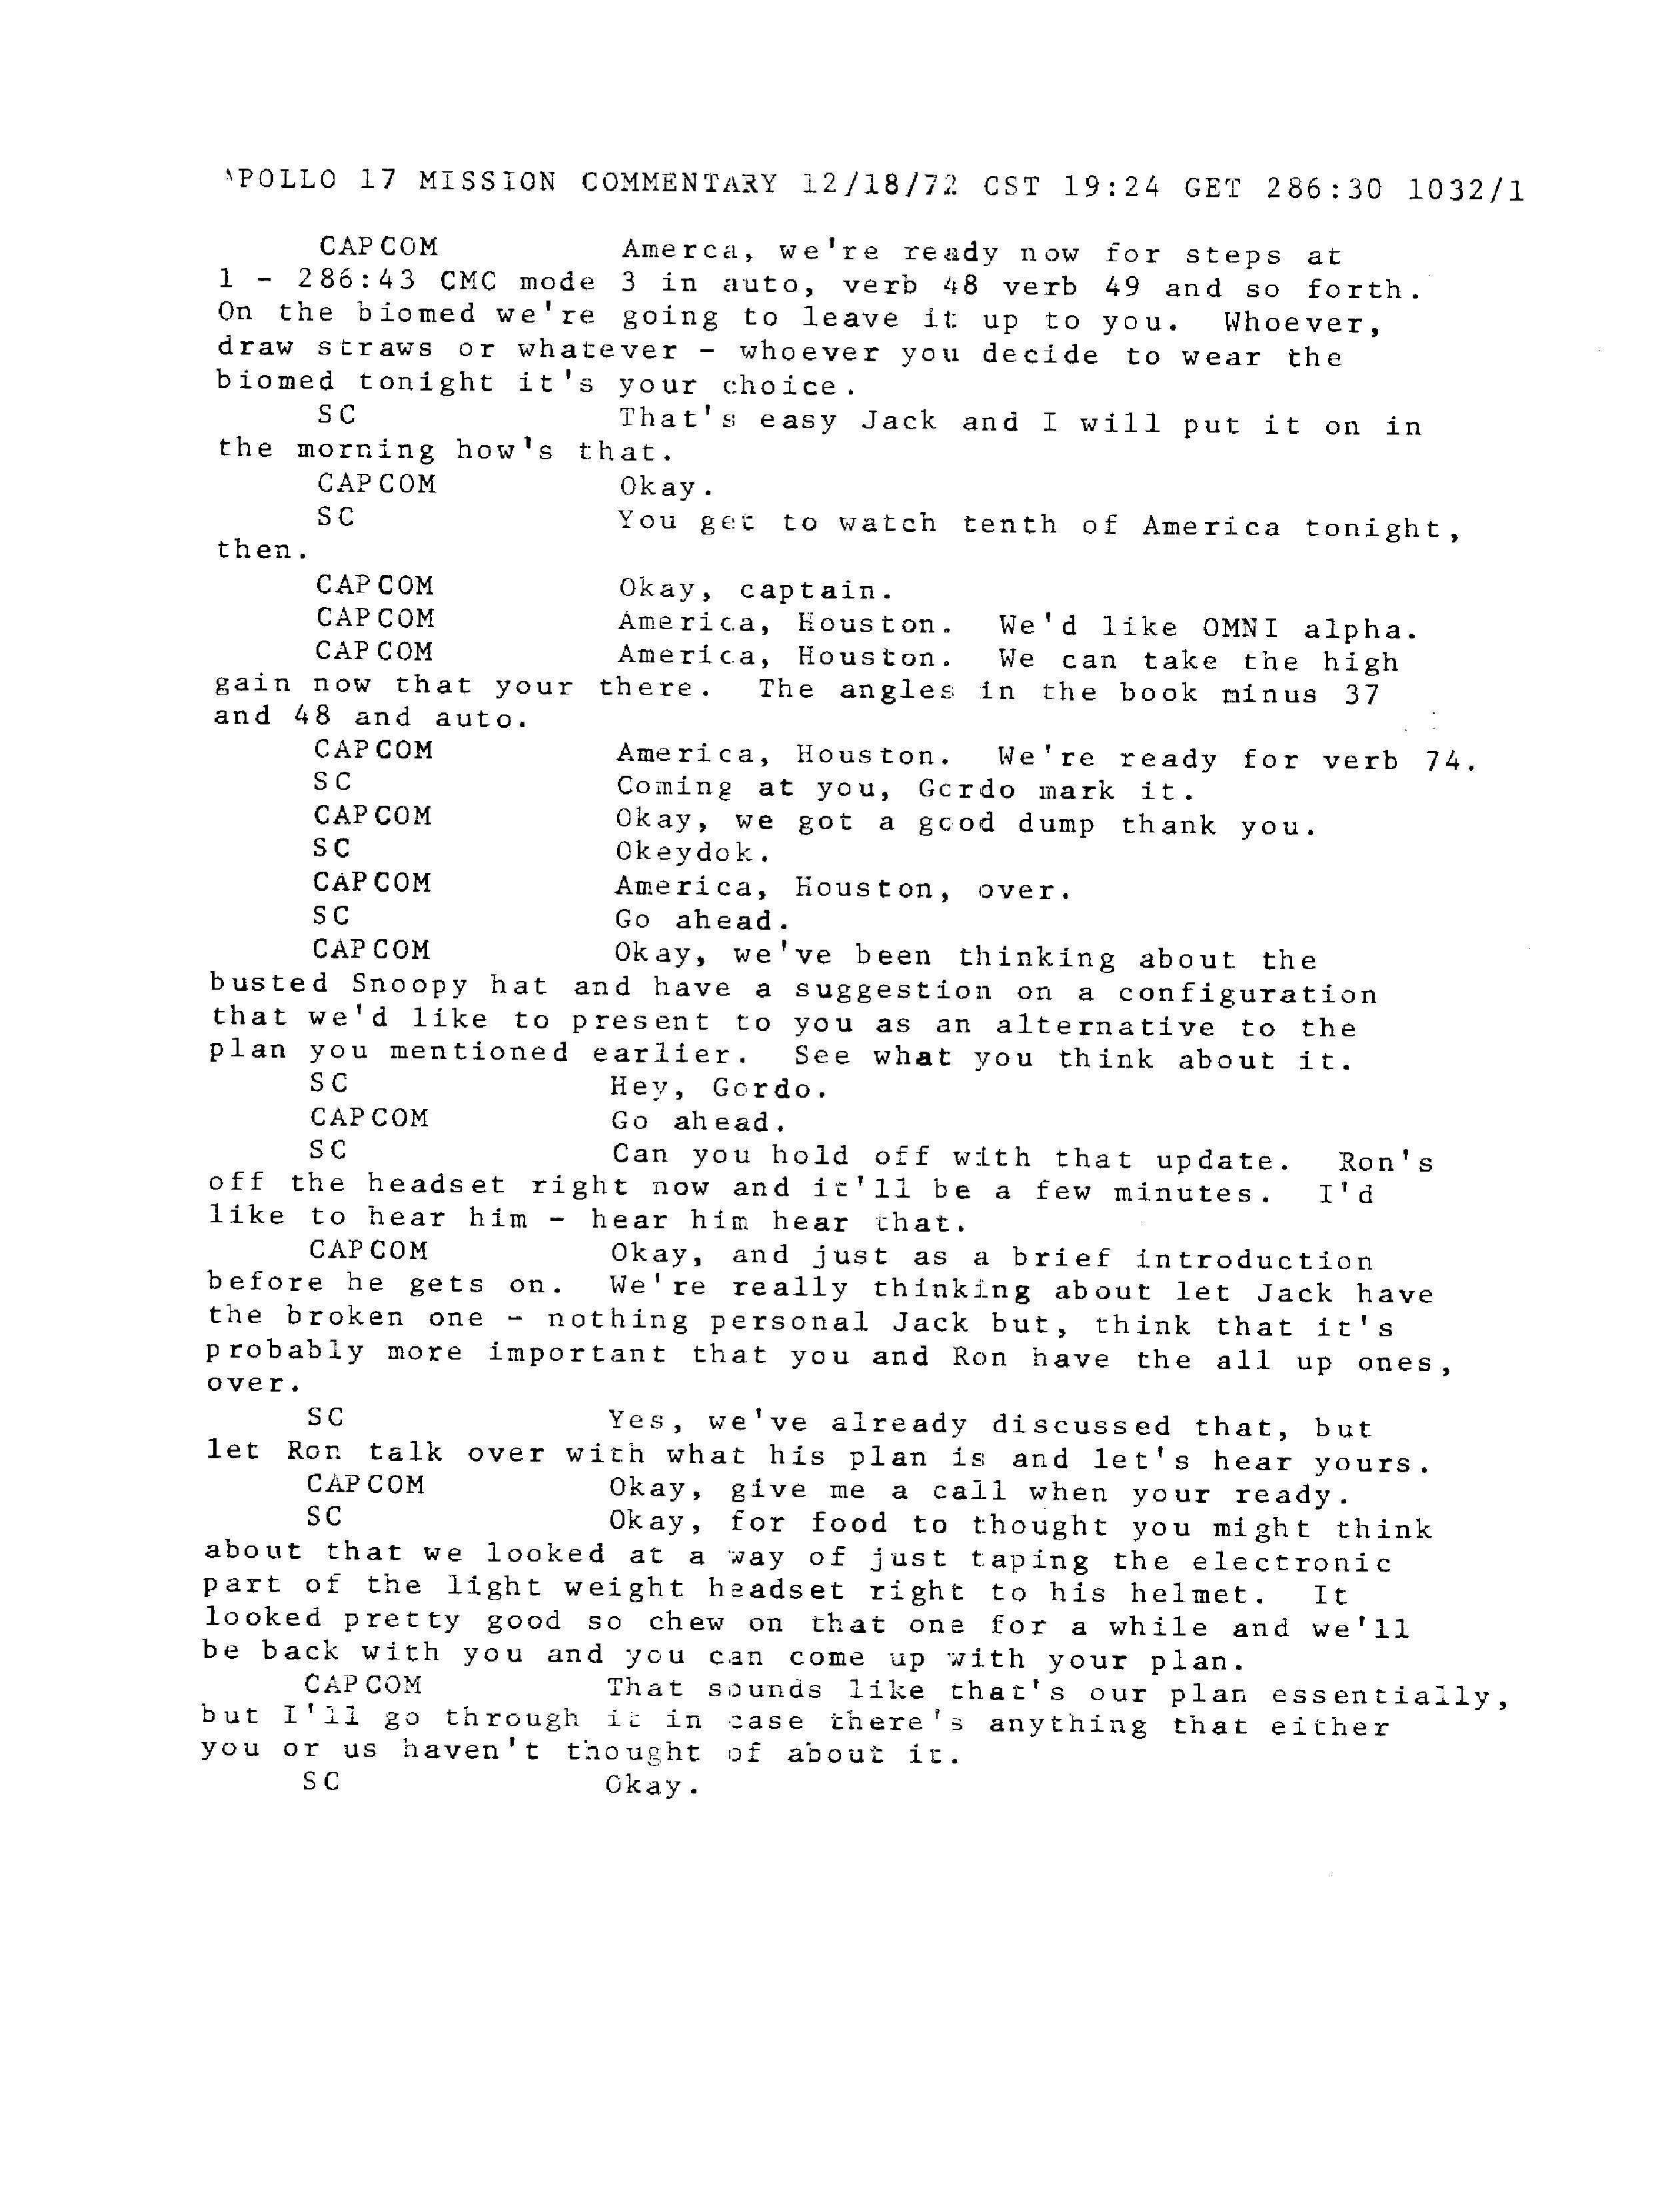 APOLLO 17 MISSION COMMENTARY 12/18/72 CST 19:24 GET 286:30 1032/1
CAPCOM Amerca, we're ready now for steps at
1 - 286:43 CMC mode 3 in auto, verb 48 verb 49 and so forth.
On the biomed we're going to leave it up to you. Whoever,
draw straws or whatever - whoever you decide to wear the
biomed tonight it's your choice.
SC That's easy Jack and I will put it on in
the morning how's that.
CAPCOM Okay.
SC You get to watch tenth of America tonight,
then.
CAPCOM Okay, captain.
CAPCOM America, Houston. We'd like OMNI alpha.
CAPCOM America, Houston. We can take the high
gain now that your there. The angles in the book minus 37
and 48 and auto.
CAPCOM America, Houston. We're ready for verb 74.
SC Coming at you, Gordo mark it.
CAPCOM Okay, we got a good dump thank you.
SC Okeydok.
CAPCOM America, Houston, over.
SC Go ahead.
CAPCOM Okay, we've been thinking about the
busted Snoopy hat and have a suggestion on a configuration
that we'd like to present to you as an alternative to the
plan you mentioned earlier. See what you think about it.
SC Hey, Gordo.
CAPCOM Go ahead.
SC Can you hold off with that update. Ron's
off the headset right now and it'll be a few minutes. I'd
like to hear him - hear him hear that.
CAPCOM Okay, and just as a brief introduction
before he gets on. We're really thinking about let Jack have
the broken one - nothing personal Jack but, think that it's
probably more important that you and Ron have the all up ones,
over.
SC Yes, we've already discussed that, but
let Ron talk over with what his plan is and let's hear yours.
CAPCOM Okay, give me a call when your ready.
SC Okay, for food to thought you might think
about that we looked at a way of just taping the electronic
part of the light weight headset right to his helmet. It
looked pretty good so chew on that one for a while and we'll
be back with you and you can come up with your plan.
CAPCOM That sounds like that's our plan essentially,
but I'll go through it in case there's anything that either
you or us haven't thought of about it.
SC Okay.